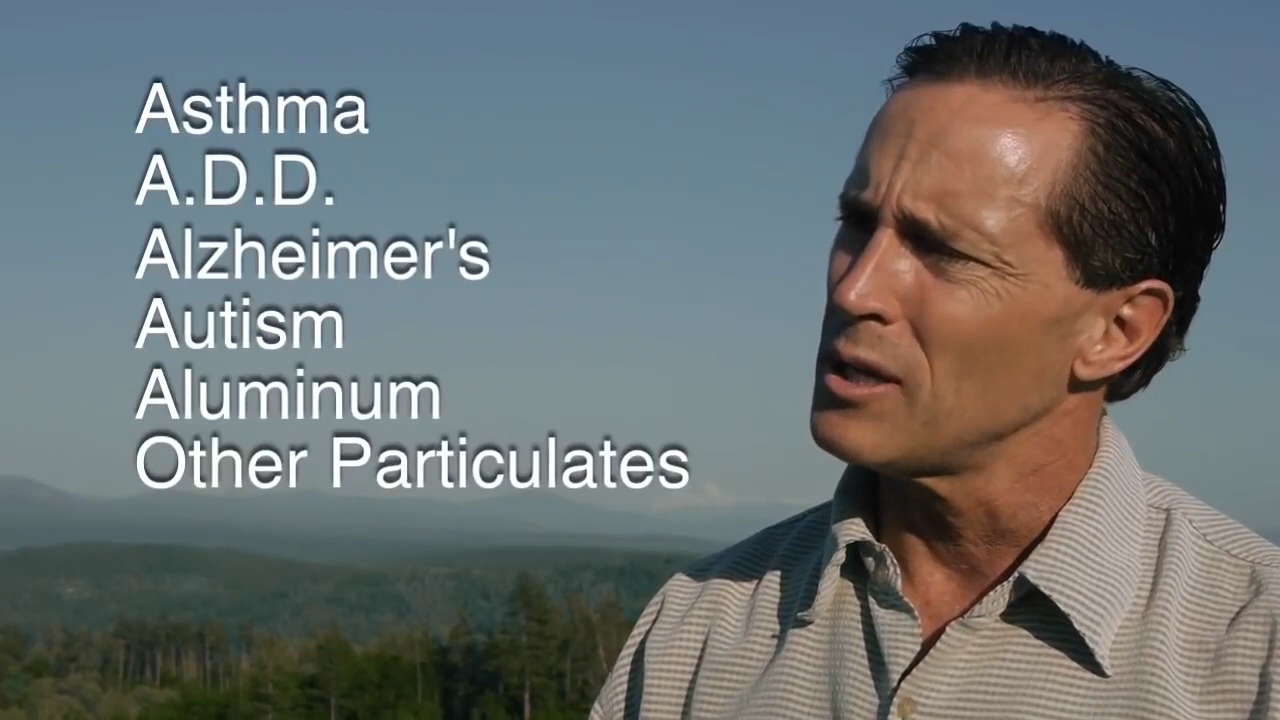 Asthma
A.D.D.
Alzheimer's
Autism
Aluminum
Other Particulates